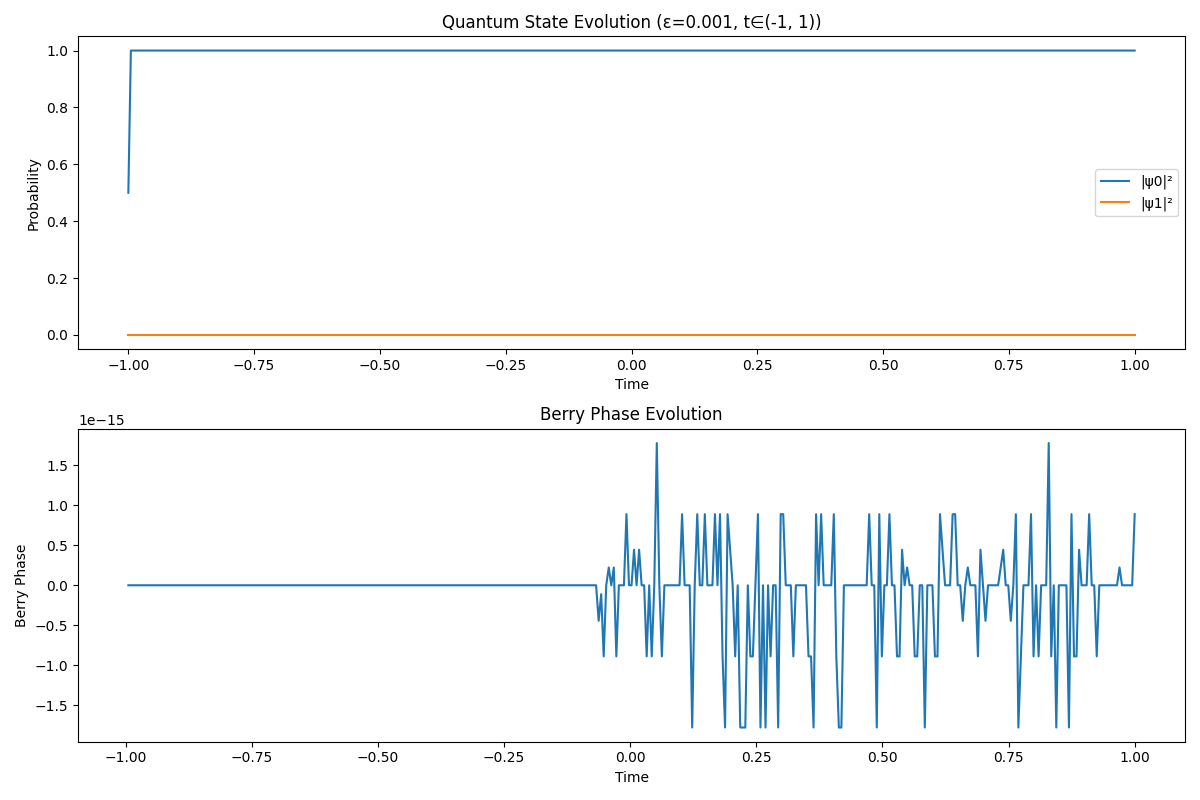 Quantum State Evolution (ε=0.001, t∈(-1, 1))
1.0
0.8
0.6
0.4
0.2
0.0
Probability
|ψ0|²
|ψ1|²
−1.00 −0.75 −0.50 −0.25 0.00 0.25 0.50 0.75 1.00
Time
Berry Phase Evolution
1e−15
1.5
1.0
0.5
0.0
−0.5
−1.0
−1.5
Berry Phase
−1.00 −0.75 −0.50 −0.25 0.00 0.25 0.50 0.75 1.00
Time